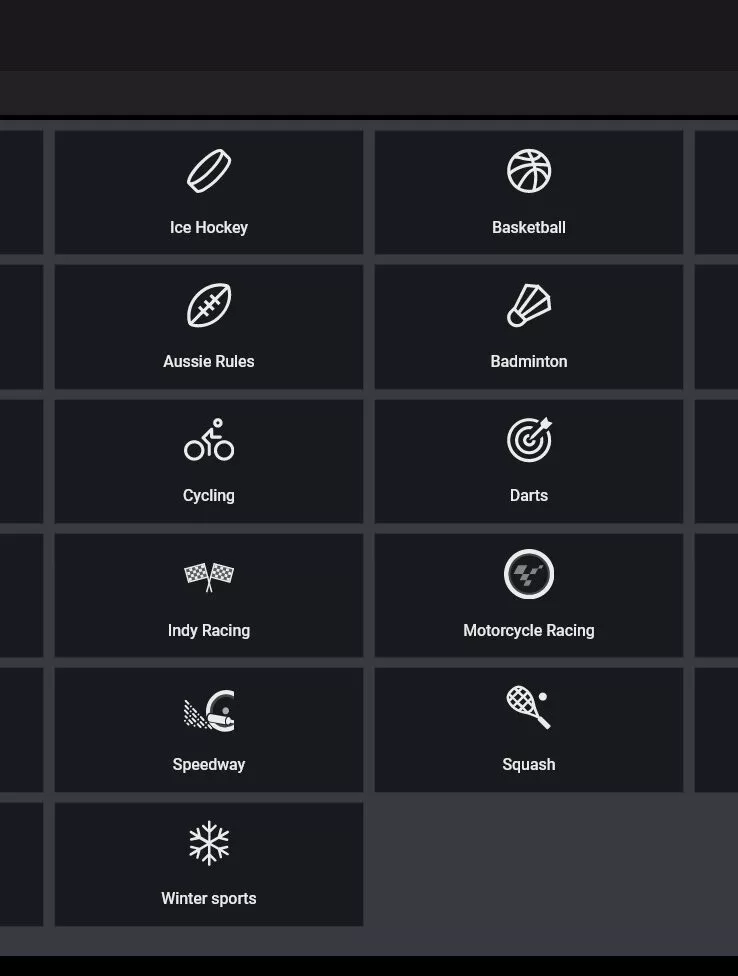 Ice Hockey
Basketball
Aussie Rules
Badminton
Cycling
Darts
Indy Racing
Motorcycle Racing
Speedway
Squash
Winter sports